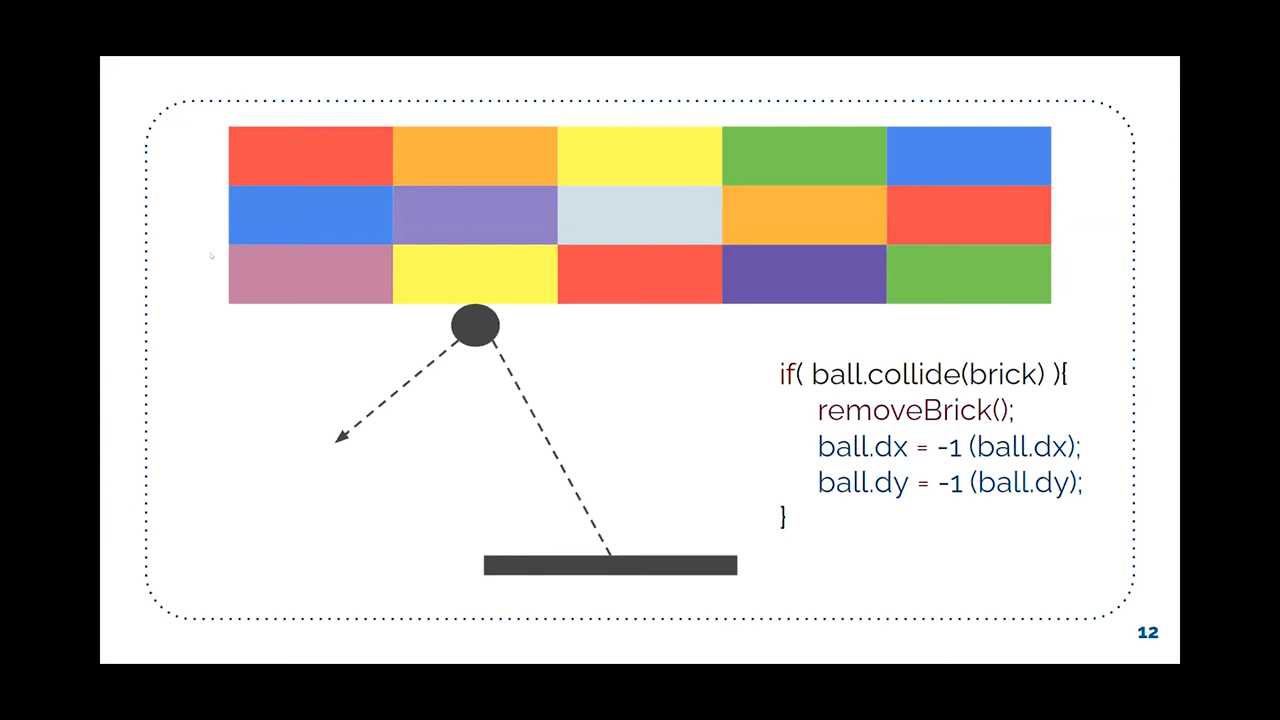 if( ball.collide(brick) ){
removeBrick();
ball.dx = -1 (ball.dx);
ball.dy = -1 (ball.dy);
}
12